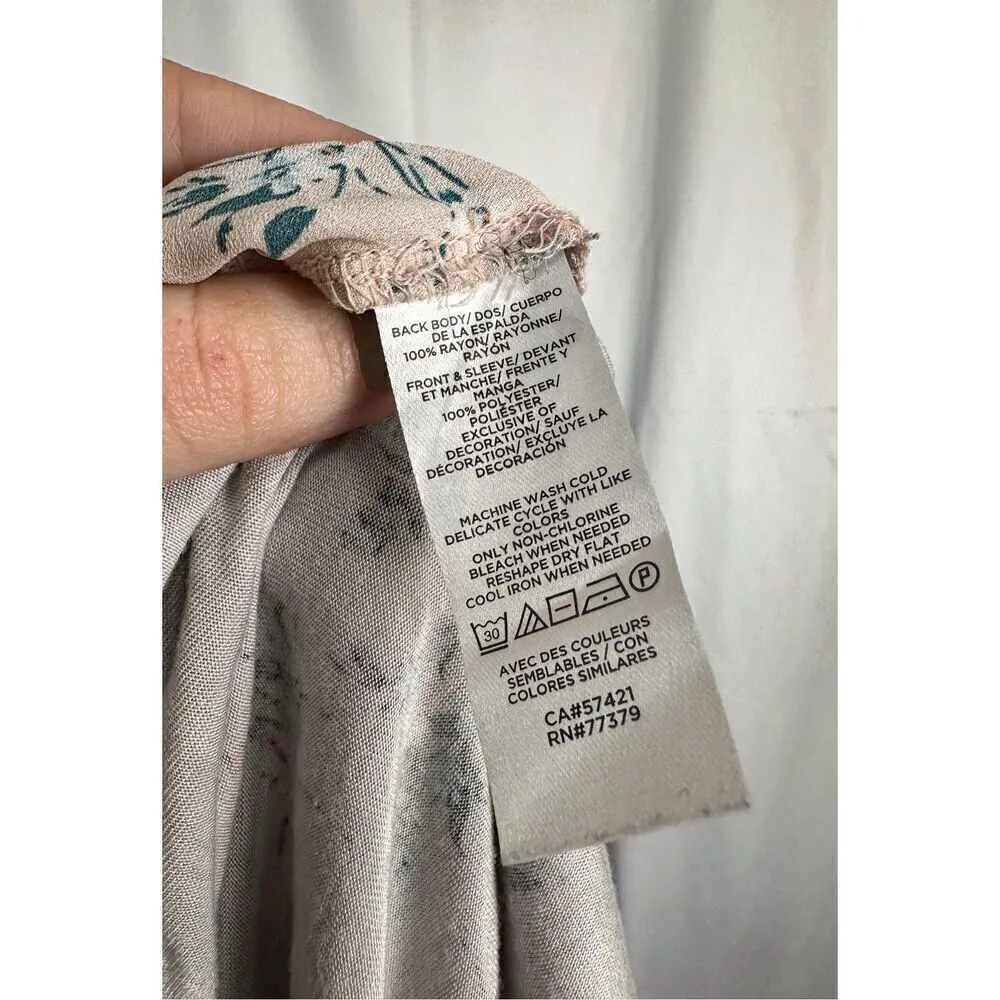 BACK BODY/ DOS/ CUERPO
DE LA ESPALDA
100% RAYON/ RAYONNE/
RAYÓN
FRONT & SLEEVE/ DEVANT
ET MANCHE/ FRENTE Y
MANGA
100% POLYESTER/
POLIÉSTER
EXCLUSIVE OF
DECORATION/ SAUF
DÉCORATION/ EXCLUYE LA
DECORACIÓN
MACHINE WASH COLD
DELICATE CYCLE WITH LIKE
COLORS
ONLY NON-CHLORINE
BLEACH WHEN NEEDED
RESHAPE DRY FLAT
COOL IRON WHEN NEEDED
30 P
AVEC DES COULEURS
SEMBLABLES / CON
COLORES SIMILARES
CA#57421
RN#77379